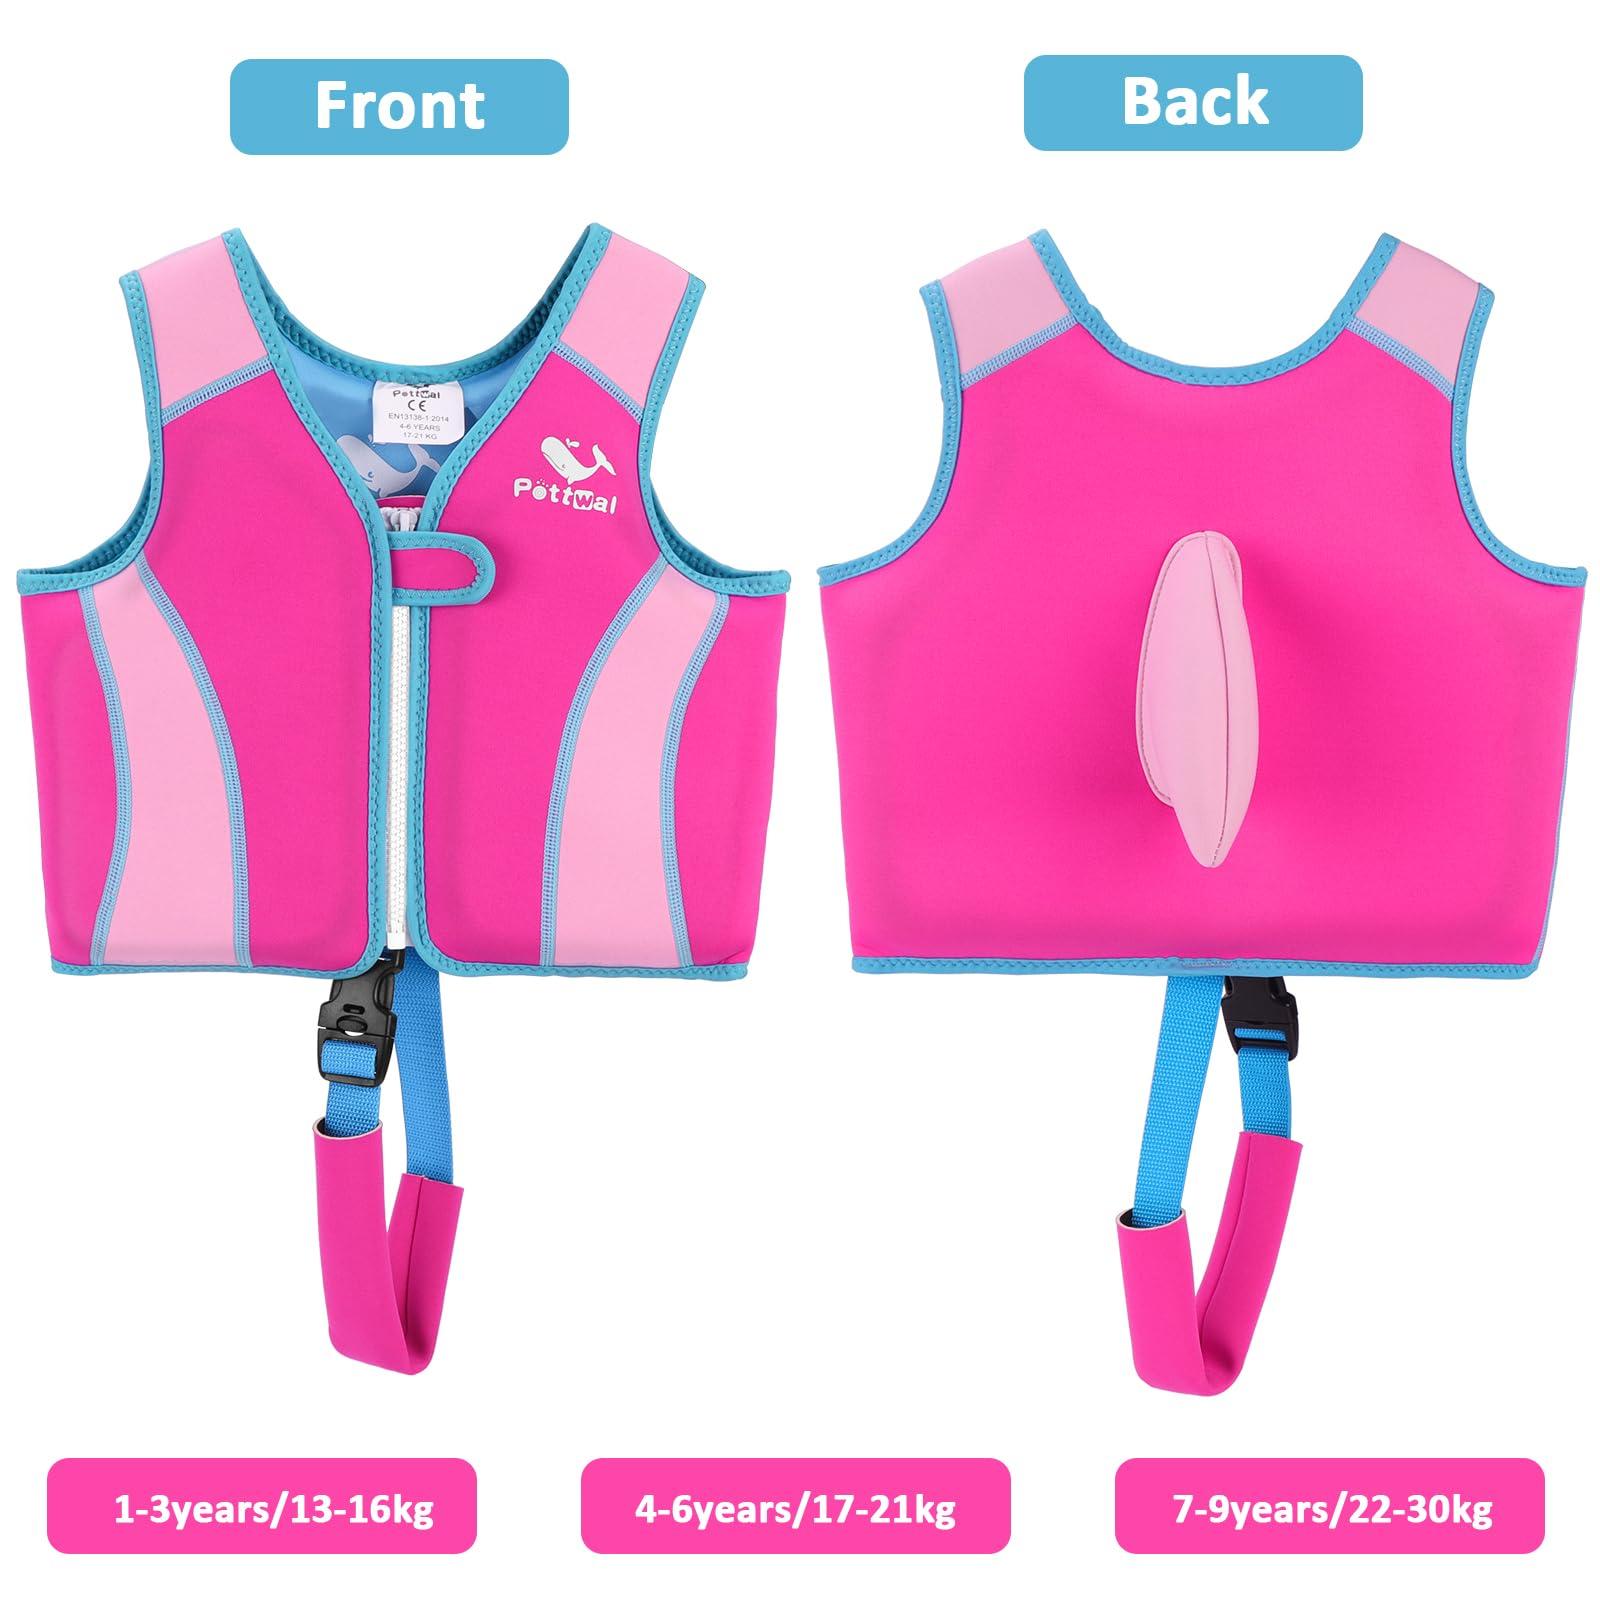 Front
Back
Pottwal
CE
EN13138-1:2014
4-6 YEARS
17-21 KG
Pottwal
1-3years/13-16kg
4-6years/17-21kg
7-9years/22-30kg